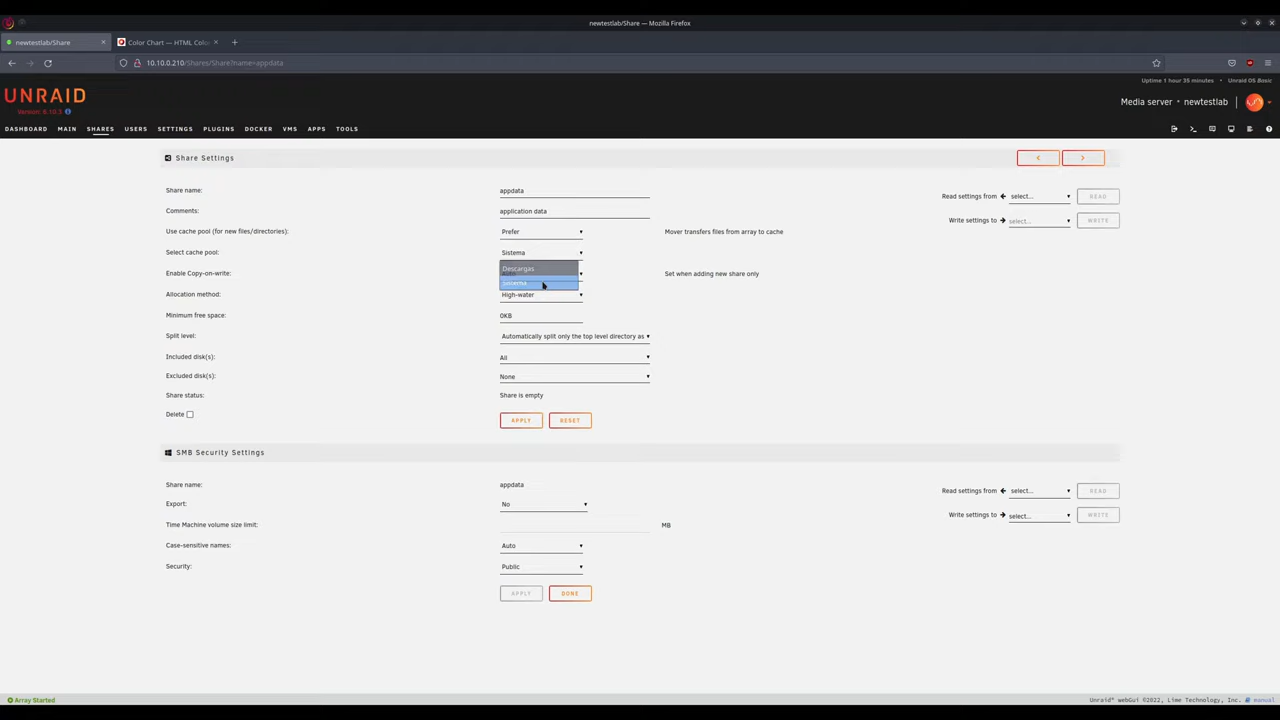 newtestlab/Share — Mozilla Firefox
newtestlab/Share
Color Chart — HTML Colo
10.10.0.210/Shares/Share?name=appdata
Uptime 1 hour 35 minutes • Unraid OS Basic
UNRAID
Version: 6.10.3
Media server • newtestlab
DASHBOARD MAIN SHARES USERS SETTINGS PLUGINS DOCKER VMS APPS TOOLS
Share Settings
Share name: appdata
Read settings from select... READ
Comments: application data
Write settings to select... WRITE
Use cache pool (for new files/directories): Prefer Mover transfers files from array to cache
Select cache pool: Sistema
Descargas
Enable Copy-on-write: Set when adding new share only
Sistema
Allocation method: High-water
Minimum free space: 0KB
Split level: Automatically split only the top level directory as
Included disk(s): All
Excluded disk(s): None
Share status: Share is empty
Delete
APPLY RESET
SMB Security Settings
Share name: appdata
Read settings from select... READ
Export: No
Write settings to select... WRITE
Time Machine volume size limit: MB
Case-sensitive names: Auto
Security: Public
APPLY DONE
Array Started
Unraid® webGui ©2022, Lime Technology, Inc. manual